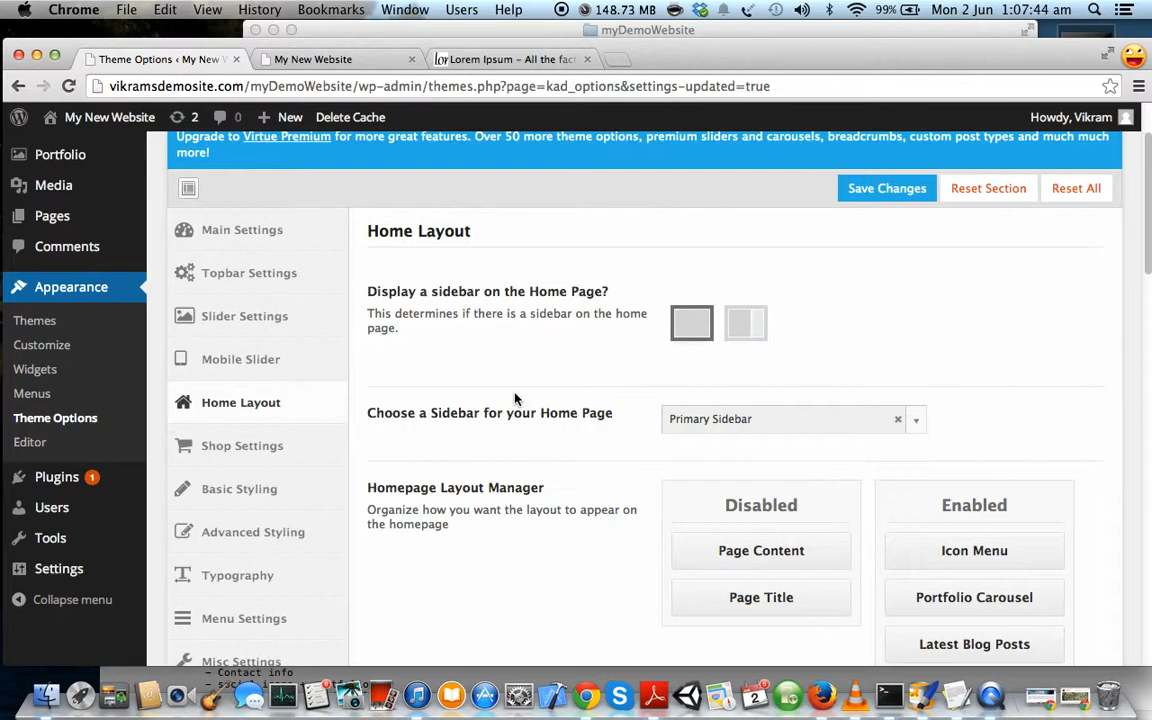 Chrome File Edit View History Bookmarks Window Users Help 148.73 MB 99% Mon 2 Jun 1:07:44 am
myDemoWebsite
Theme Options ‹ My New W My New Website Lorem Ipsum - All the fac
vikramsdemosite.com/myDemoWebsite/wp-admin/themes.php?page=kad_options&settings-updated=true
My New Website 2 0 New Delete Cache Howdy, Vikram
Upgrade to Virtue Premium for more great features. Over 50 more theme options, premium sliders and carousels, breadcrumbs, custom post types and much much
more!
Portfolio
Media
Pages
Comments
Appearance
Themes
Customize
Widgets
Menus
Theme Options
Editor
Plugins 1
Users
Tools
Settings
Collapse menu
Save Changes Reset Section Reset All
Main Settings
Topbar Settings
Slider Settings
Mobile Slider
Home Layout
Shop Settings
Basic Styling
Advanced Styling
Typography
Menu Settings
Misc Settings
Home Layout
Display a sidebar on the Home Page?
This determines if there is a sidebar on the home
page.
Choose a Sidebar for your Home Page
Primary Sidebar
Homepage Layout Manager
Organize how you want the layout to appear on
the homepage
Disabled
Page Content
Page Title
Enabled
Icon Menu
Portfolio Carousel
Latest Blog Posts
- Contact info